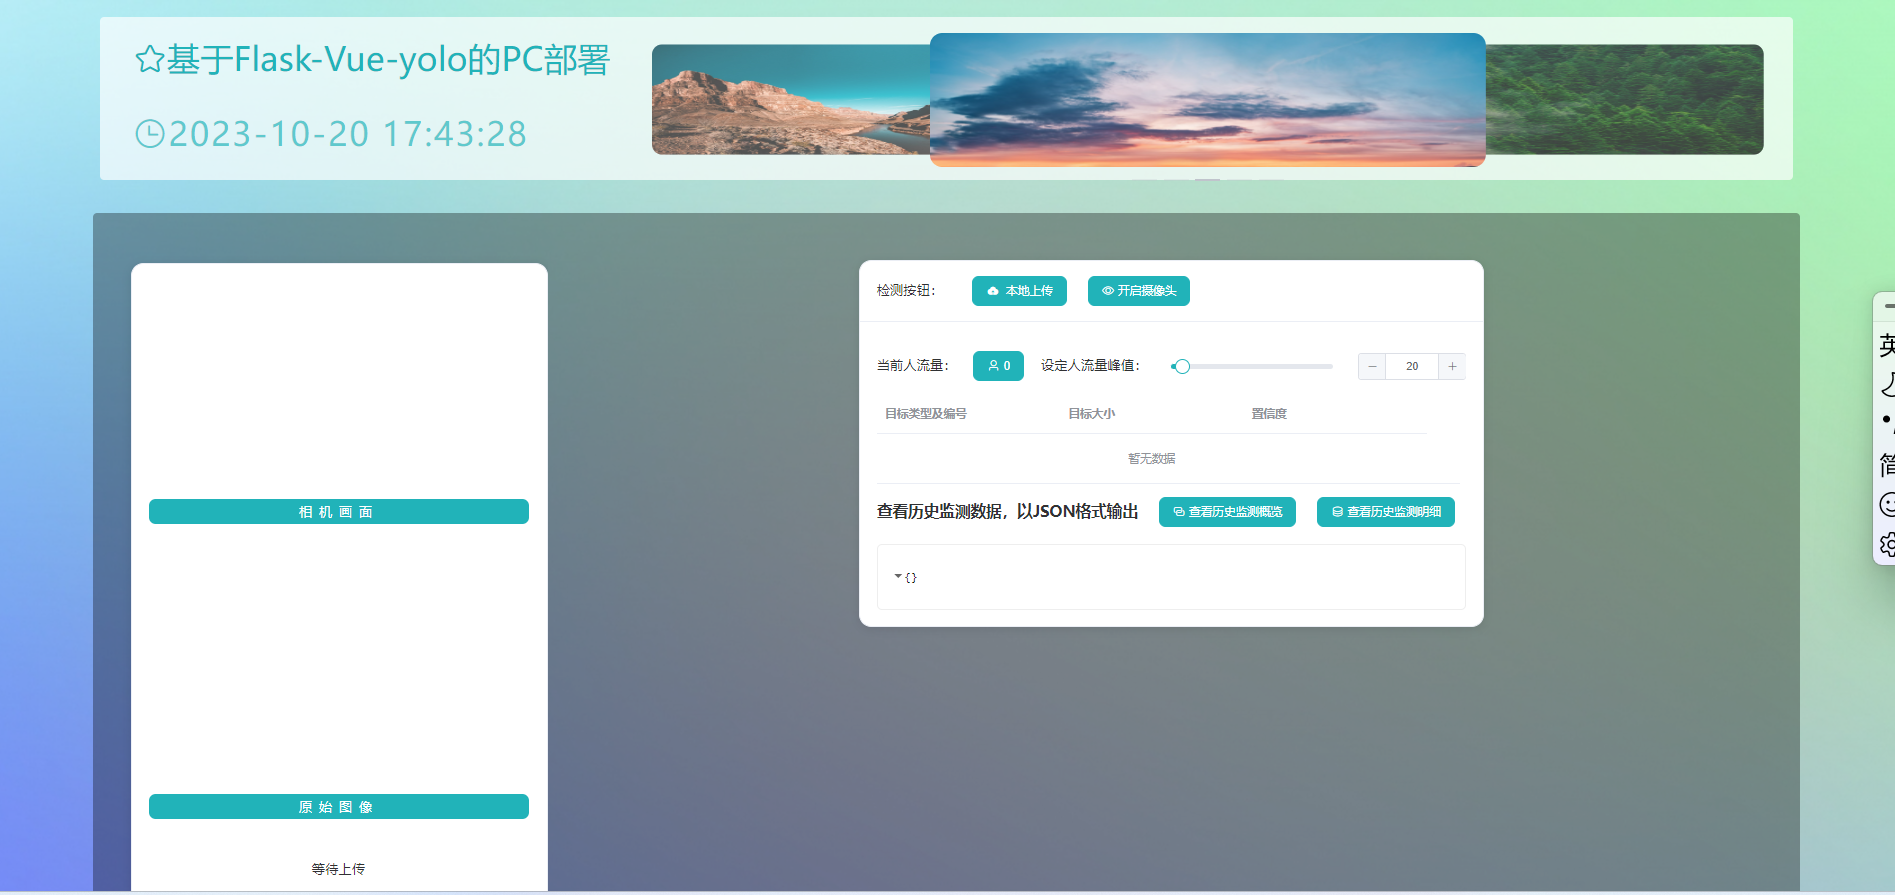 基于Flask-Vue-yolo的PC部署
2023-10-20 17:43:28
相机画面
原始图像
等待上传
检测按钮： 本地上传 开启摄像头
当前人流量： 0 设定人流量峰值： 20
目标类型及编号 目标大小 置信度
暂无数据
查看历史监测数据，以JSON格式输出 查看历史监测概览 查看历史监测明细
{}
英
简